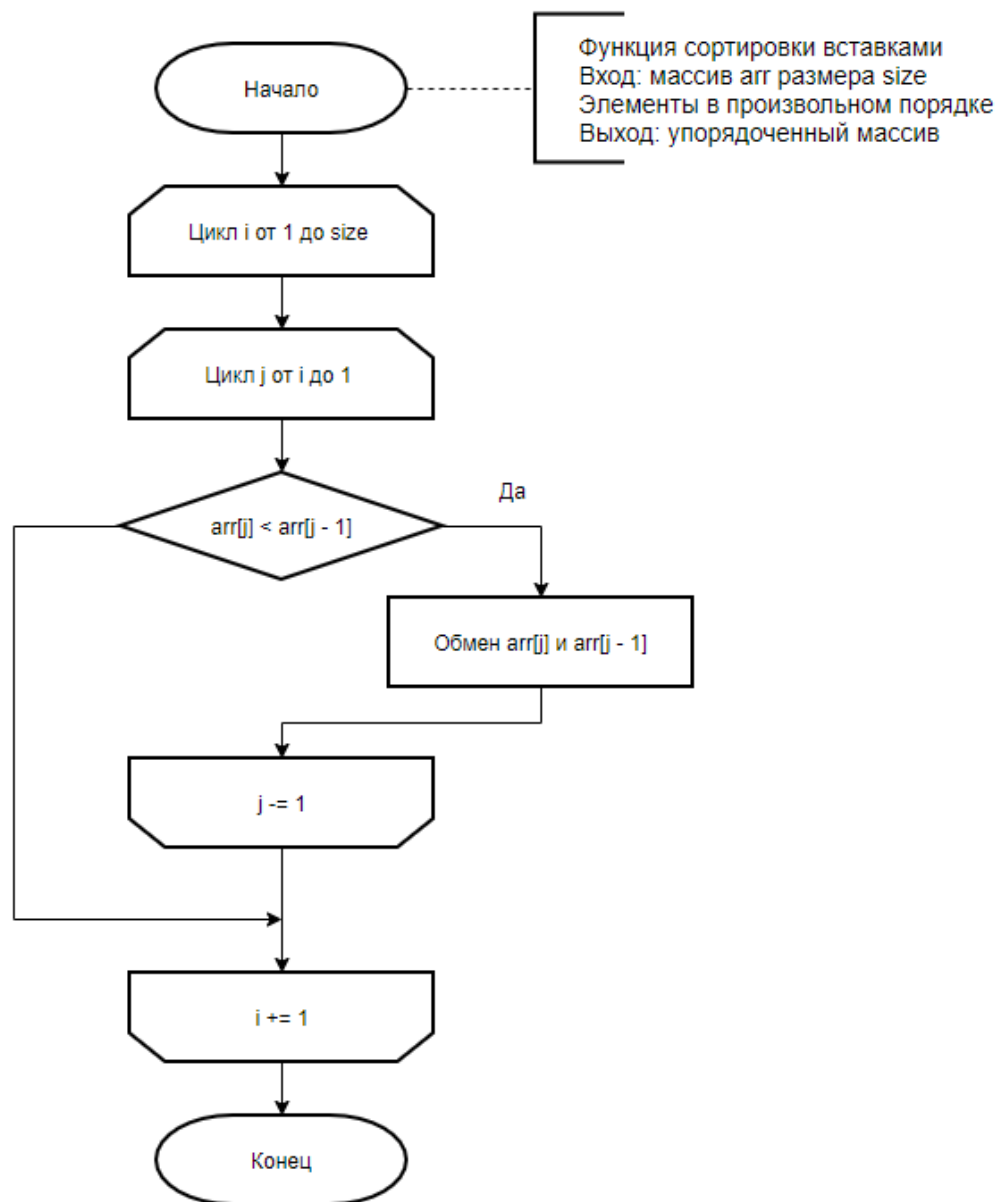 Начало
Функция сортировки вставками
Вход: массив arr размера size
Элементы в произвольном порядке
Выход: упорядоченный массив
Цикл i от 1 до size
Цикл j от i до 1
arr[j] < arr[j - 1]
Да
Обмен arr[j] и arr[j - 1]
j -= 1
i += 1
Конец